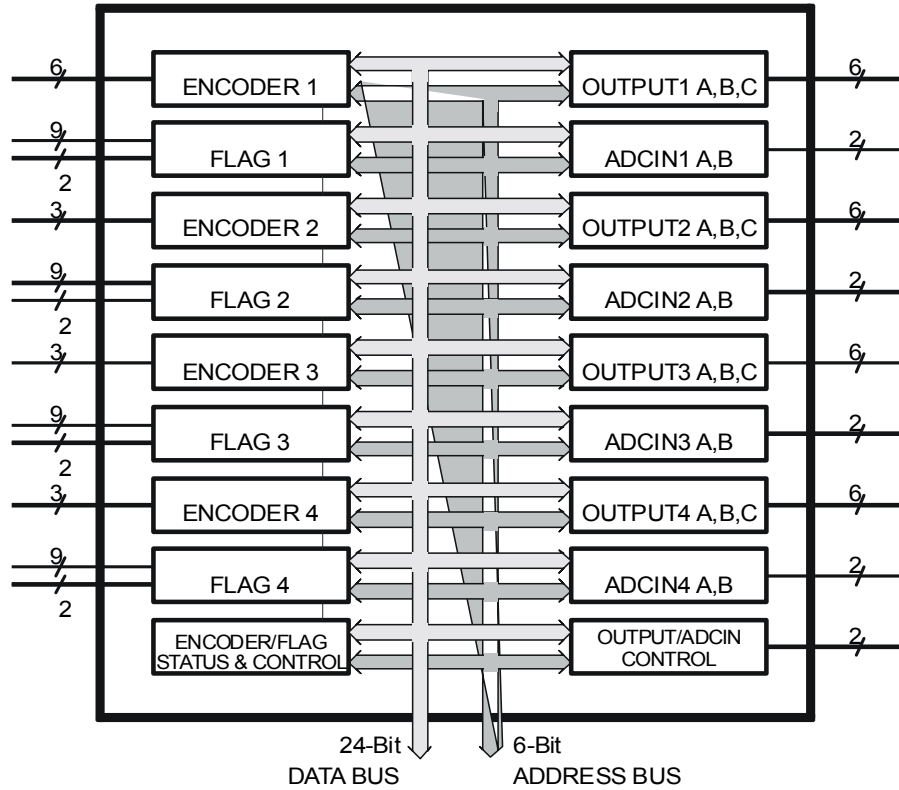 6
ENCODER 1
OUTPUT1 A,B,C
6
9
2
FLAG 1
ADCIN1 A,B
2
3
ENCODER 2
OUTPUT2 A,B,C
6
9
2
FLAG 2
ADCIN2 A,B
2
3
ENCODER 3
OUTPUT3 A,B,C
6
9
2
FLAG 3
ADCIN3 A,B
2
3
ENCODER 4
OUTPUT4 A,B,C
6
9
2
FLAG 4
ADCIN4 A,B
2
ENCODER/FLAG
STATUS & CONTROL
OUTPUT/ADCIN
CONTROL
2
24-Bit
DATA BUS
6-Bit
ADDRESS BUS